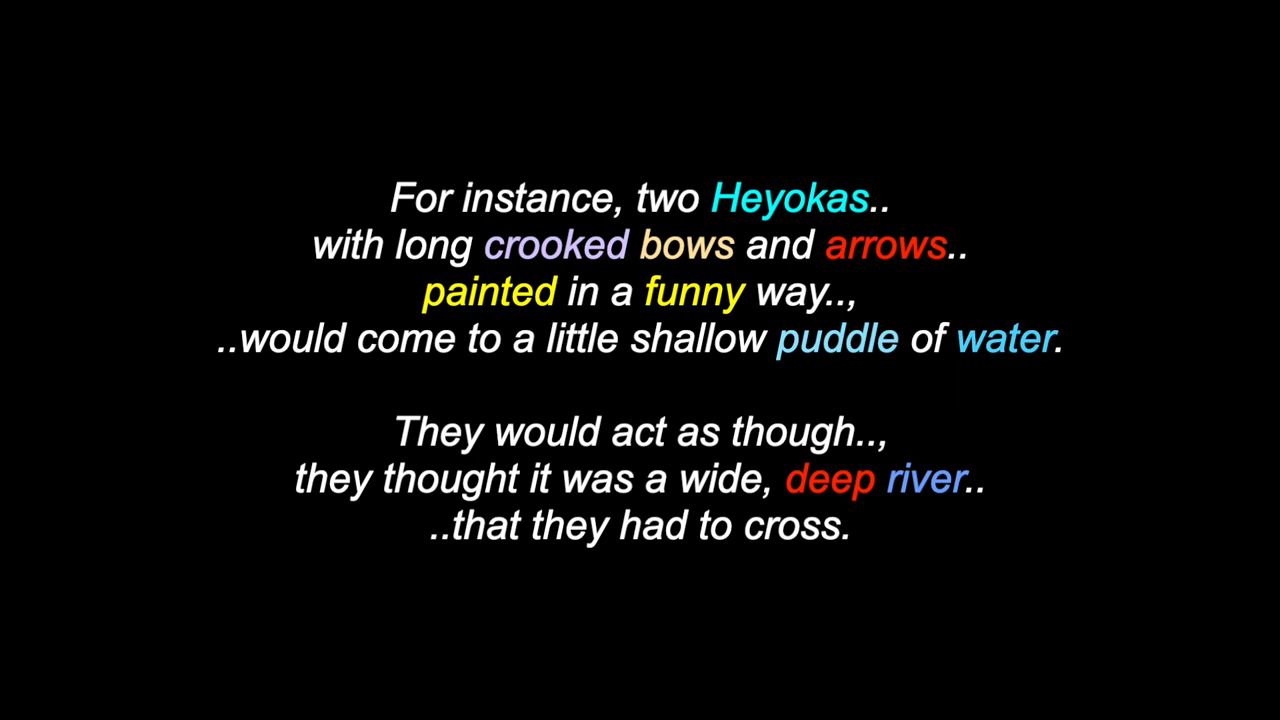 For instance, two Heyokas..
with long crooked bows and arrows..
painted in a funny way..,
..would come to a little shallow puddle of water.
They would act as though..,
they thought it was a wide, deep river..
..that they had to cross.